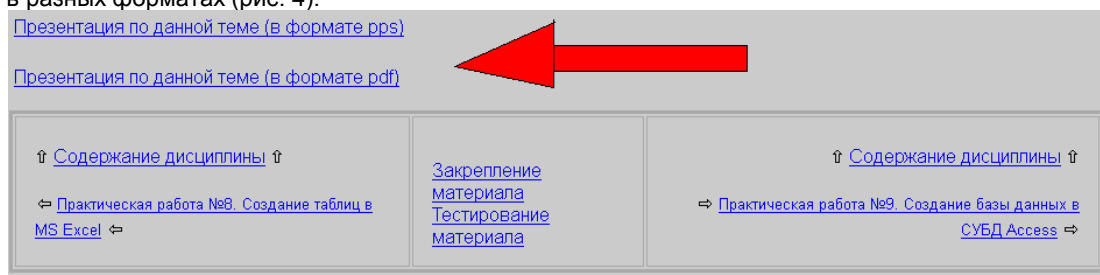 в разных форматах (рис. 4).
Презентация по данной теме (в формате pps)
Презентация по данной теме (в формате pdf)
⇧ Содержание дисциплины ⇧
⇦ Практическая работа №8. Создание таблиц в
MS Excel ⇦
Закрепление
материала
Тестирование
материала
⇧ Содержание дисциплины ⇧
⇨ Практическая работа №9. Создание базы данных в
СУБД Access ⇨